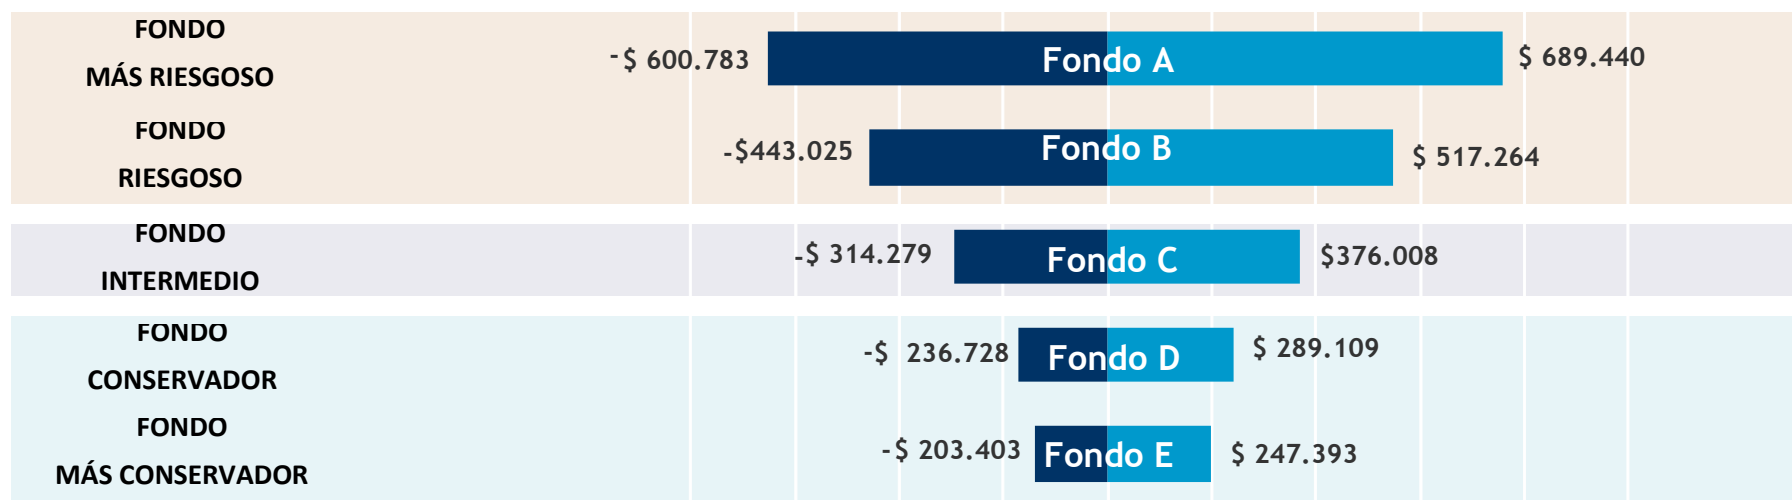 FONDO
MÁS RIESGOSO
-$ 600.783
Fondo A
$ 689.440
FONDO
RIESGOSO
-$443.025
Fondo B
$ 517.264
FONDO
INTERMEDIO
-$ 314.279
Fondo C
$376.008
FONDO
CONSERVADOR
-$ 236.728
Fondo D
$ 289.109
FONDO
MÁS CONSERVADOR
-$ 203.403
Fondo E
$ 247.393